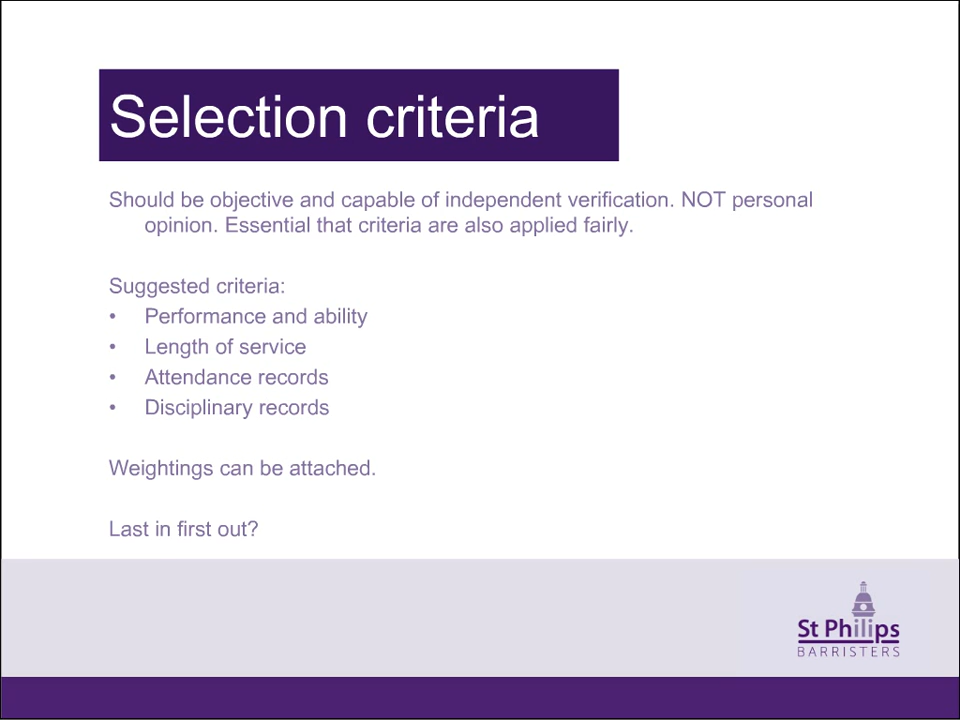 Selection criteria
Should be objective and capable of independent verification. NOT personal
opinion. Essential that criteria are also applied fairly.
Suggested criteria:
• Performance and ability
• Length of service
• Attendance records
• Disciplinary records
Weightings can be attached.
Last in first out?
St Philips
BARRISTERS